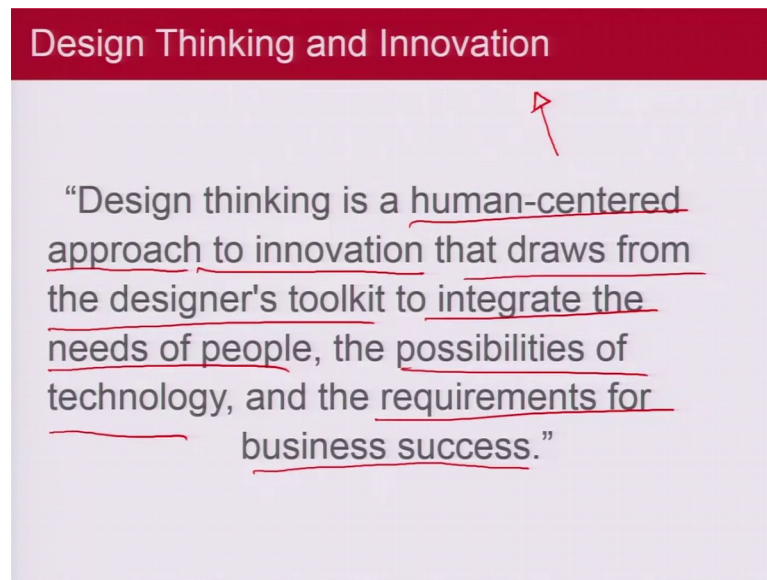 Design Thinking and Innovation
“Design thinking is a human-centered
approach to innovation that draws from
the designer's toolkit to integrate the
needs of people, the possibilities of
technology, and the requirements for
business success.”